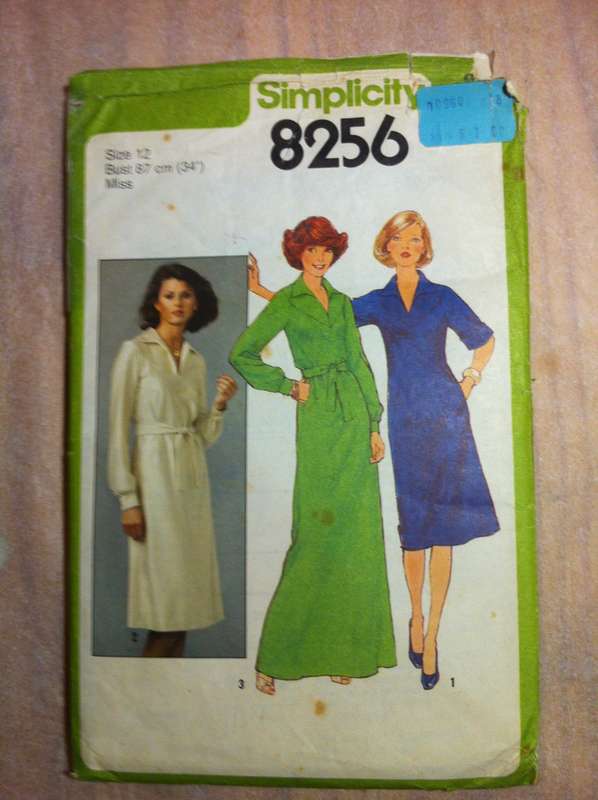 Simplicity
8256
Size 12
Bust 87 cm (34")
Miss
2
3
1